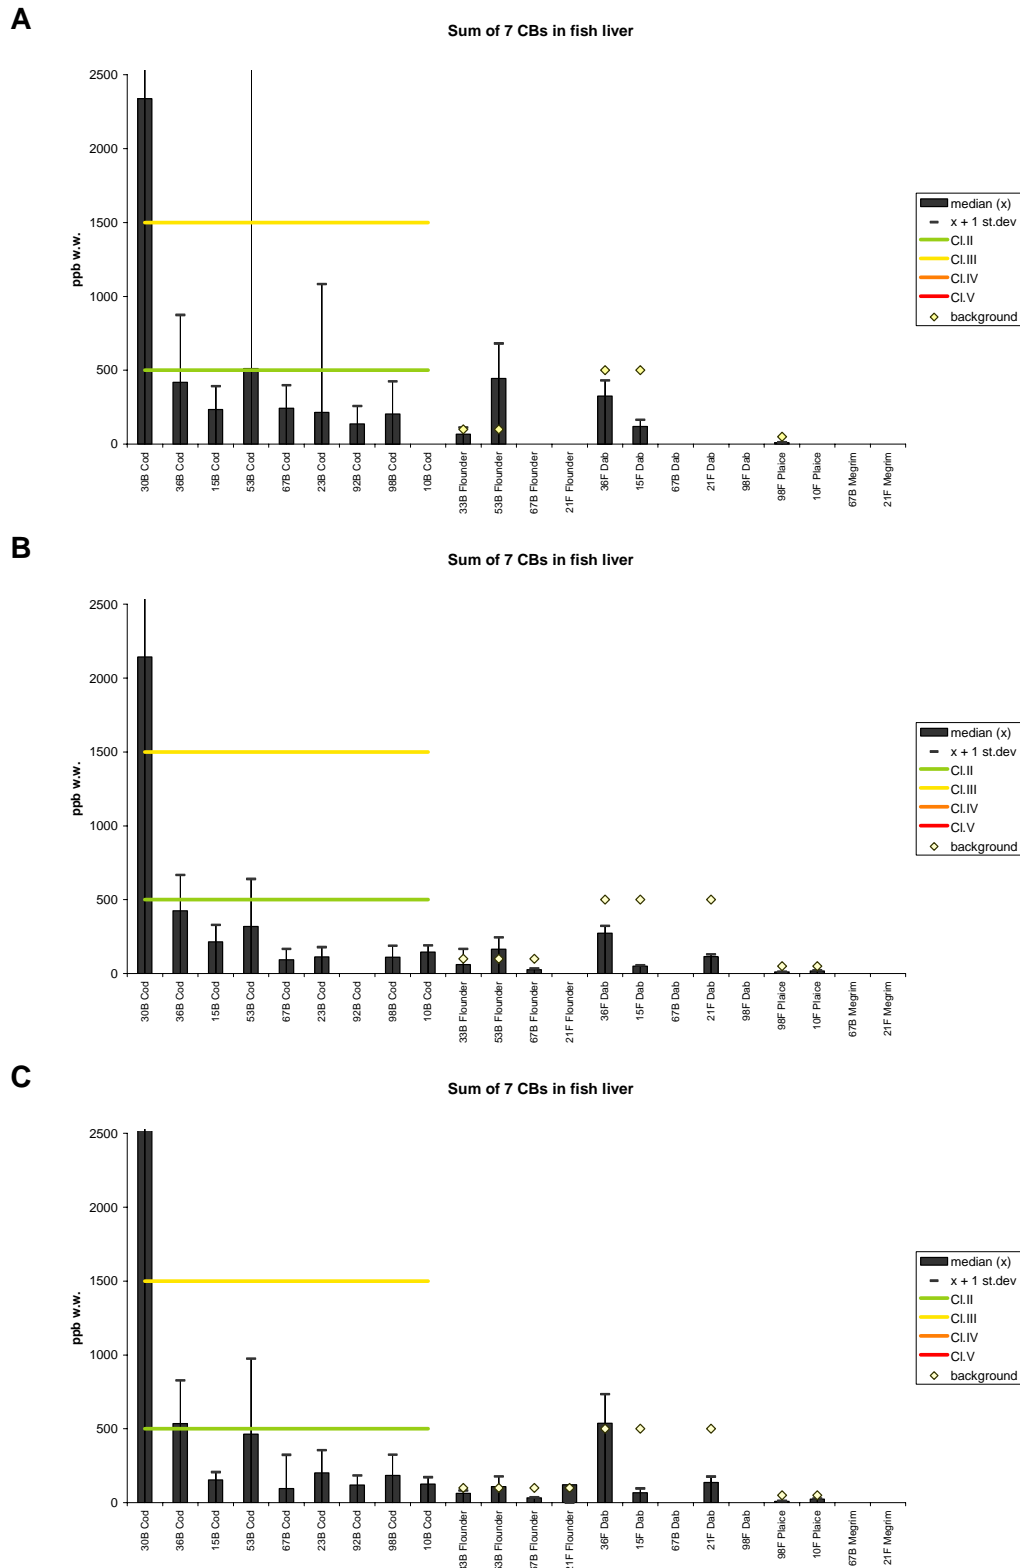 A
Sum of 7 CBs in fish liver
2500
2000
1500
1000
500
0
ppb w.w.
30B Cod
36B Cod
15B Cod
53B Cod
67B Cod
23B Cod
92B Cod
98B Cod
10B Cod
33B Flounder
53B Flounder
67B Flounder
21F Flounder
36F Dab
15F Dab
67B Dab
21F Dab
98F Dab
98F Plaice
10F Plaice
67B Megrim
21F Megrim
median (x)
x + 1 st.dev
Cl.II
Cl.III
Cl.IV
Cl.V
background
B
Sum of 7 CBs in fish liver
2500
2000
1500
1000
500
0
ppb w.w.
30B Cod
36B Cod
15B Cod
53B Cod
67B Cod
23B Cod
92B Cod
98B Cod
10B Cod
33B Flounder
53B Flounder
67B Flounder
21F Flounder
36F Dab
15F Dab
67B Dab
21F Dab
98F Dab
98F Plaice
10F Plaice
67B Megrim
21F Megrim
median (x)
x + 1 st.dev
Cl.II
Cl.III
Cl.IV
Cl.V
background
C
Sum of 7 CBs in fish liver
2500
2000
1500
1000
500
0
ppb w.w.
30B Cod
36B Cod
15B Cod
53B Cod
67B Cod
23B Cod
92B Cod
98B Cod
10B Cod
33B Flounder
53B Flounder
67B Flounder
21F Flounder
36F Dab
15F Dab
67B Dab
21F Dab
98F Dab
98F Plaice
10F Plaice
67B Megrim
21F Megrim
median (x)
x + 1 st.dev
Cl.II
Cl.III
Cl.IV
Cl.V
background